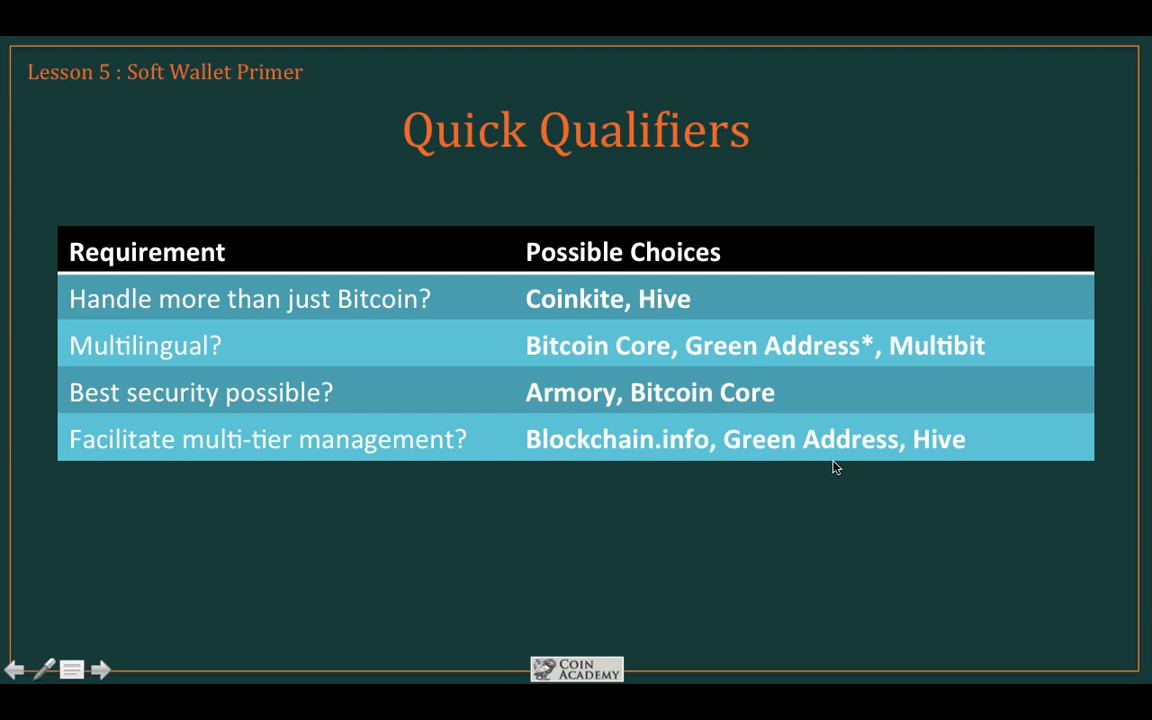 Lesson 5 : Soft Wallet Primer
Quick Qualifiers
Requirement Possible Choices
Handle more than just Bitcoin? Coinkite, Hive
Multilingual? Bitcoin Core, Green Address*, Multibit
Best security possible? Armory, Bitcoin Core
Facilitate multi-tier management? Blockchain.info, Green Address, Hive
COIN
ACADEMY